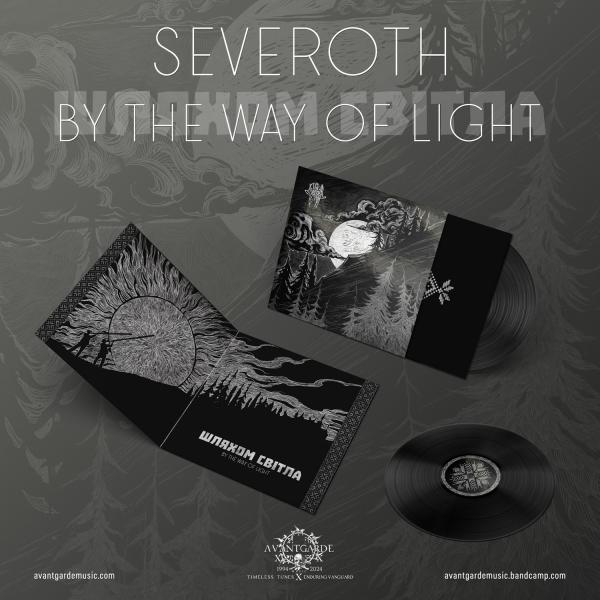 SEVEROTH
ШЛЯХОМ СВІТЛА
BY THE WAY OF LIGHT
ШЛЯХОМ СВІТЛА
BY THE WAY OF LIGHT
AVANTGARDE
1994 2024
TIMELESS TUNES X ENDURING VANGUARD
avantgardemusic.com
avantgardemusic.bandcamp.com